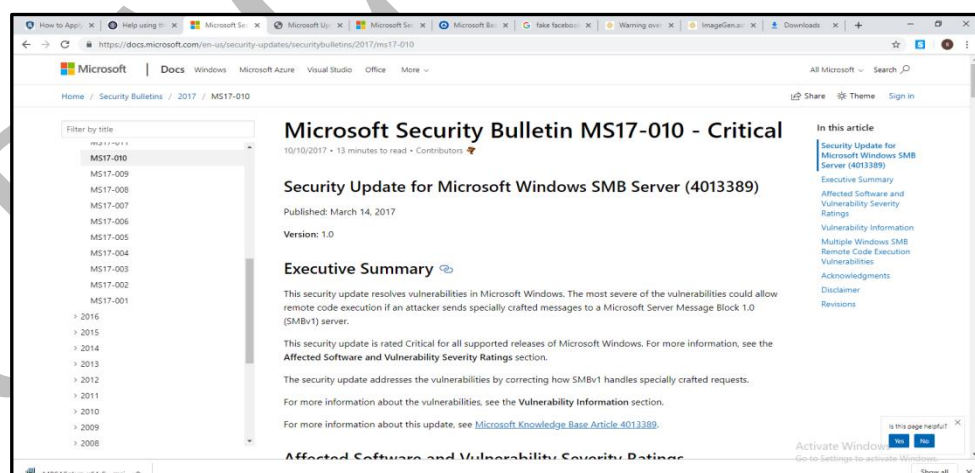 How to Appl
Help using th
Microsoft Se
Microsoft Up
Microsoft Se
Microsoft Ba
fake faceboo
Warning over
ImageGen.as
Downloads
https://docs.microsoft.com/en-us/security-updates/securitybulletins/2017/ms17-010
Microsoft Docs Windows Microsoft Azure Visual Studio Office More
All Microsoft Search
Home / Security Bulletins / 2017 / MS17-010
Share Theme Sign in
Filter by title
MS17-011
MS17-010
MS17-009
MS17-008
MS17-007
MS17-006
MS17-005
MS17-004
MS17-003
MS17-002
MS17-001
2016
2015
2014
2013
2012
2011
2010
2009
2008
Microsoft Security Bulletin MS17-010 - Critical
10/10/2017 • 13 minutes to read • Contributors
Security Update for Microsoft Windows SMB Server (4013389)
Published: March 14, 2017
Version: 1.0
Executive Summary
This security update resolves vulnerabilities in Microsoft Windows. The most severe of the vulnerabilities could allow
remote code execution if an attacker sends specially crafted messages to a Microsoft Server Message Block 1.0
(SMBv1) server.
This security update is rated Critical for all supported releases of Microsoft Windows. For more information, see the
Affected Software and Vulnerability Severity Ratings section.
The security update addresses the vulnerabilities by correcting how SMBv1 handles specially crafted requests.
For more information about the vulnerabilities, see the Vulnerability Information section.
For more information about this update, see Microsoft Knowledge Base Article 4013389.
Affected Software and Vulnerability Severity Ratings
In this article
Security Update for
Microsoft Windows SMB
Server (4013389)
Executive Summary
Affected Software and
Vulnerability Severity
Ratings
Vulnerability Information
Multiple Windows SMB
Remote Code Execution
Vulnerabilities
Acknowledgments
Disclaimer
Revisions
Is this page helpful?
Yes No
Activate Windows
Go to Settings to activate Windows.
Show all